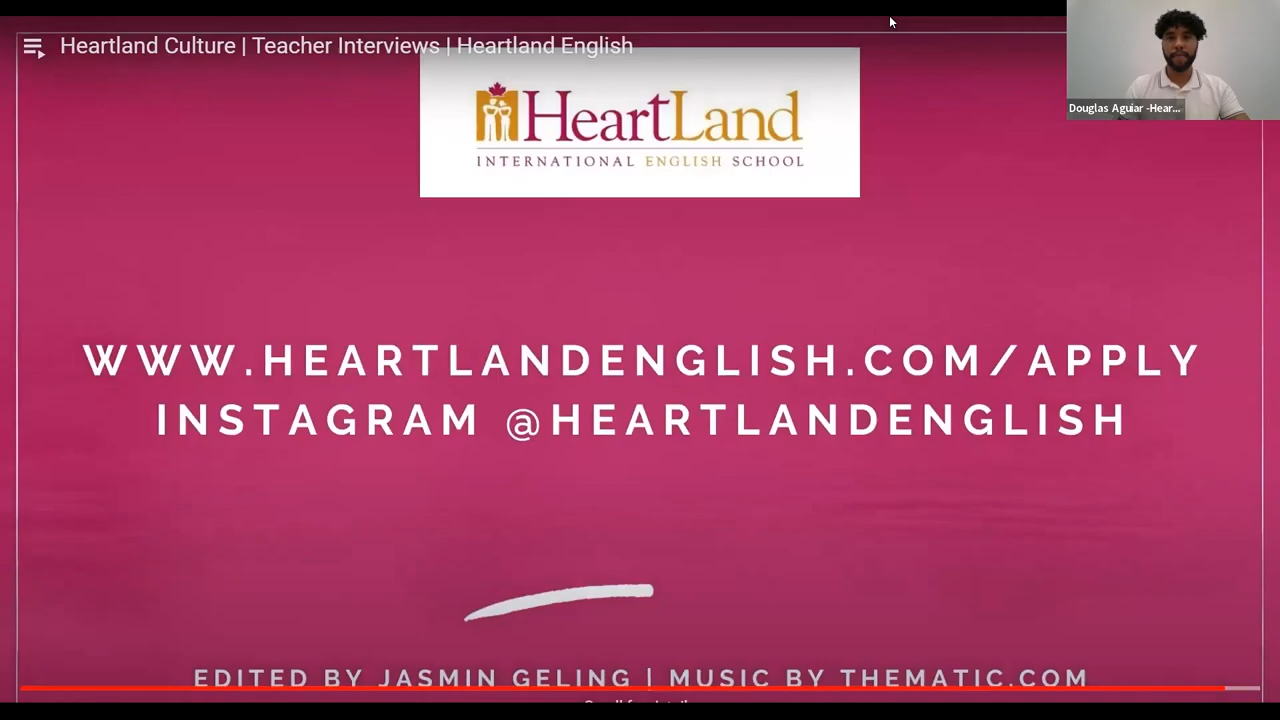 Heartland Culture | Teacher Interviews | Heartland English
Douglas Aguiar -Hear...
HeartLand
INTERNATIONAL ENGLISH SCHOOL
WWW.HEARTLANDENGLISH.COM/APPLY
INSTAGRAM @HEARTLANDENGLISH
EDITED BY JASMIN GELING | MUSIC BY THEMATIC.COM